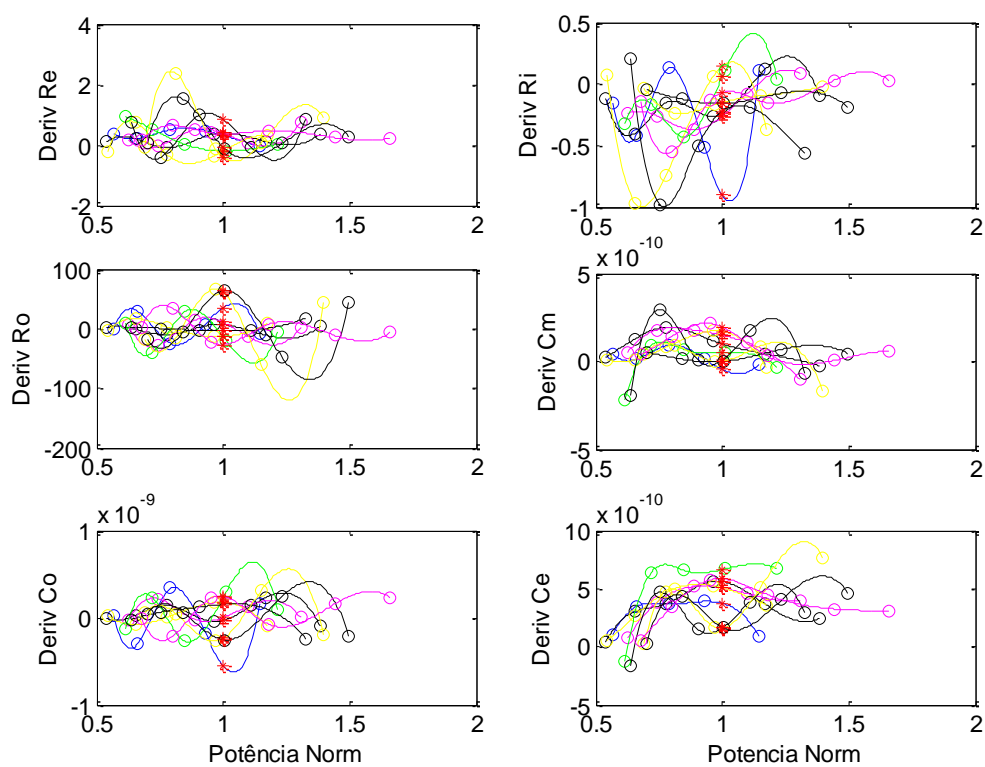 4
2
0
-2
0.5 1 1.5 2
Deriv Re
0.5
0
-0.5
-1
0.5 1 1.5 2
Deriv Ri
100
0
-100
-200
0.5 1 1.5 2
Deriv Ro
x 10^-10
5
0
-5
0.5 1 1.5 2
Deriv Cm
x 10^-9
1
0
-1
0.5 1 1.5 2
Deriv Co
Potência Norm
x 10^-10
10
5
0
-5
0.5 1 1.5 2
Deriv Ce
Potencia Norm